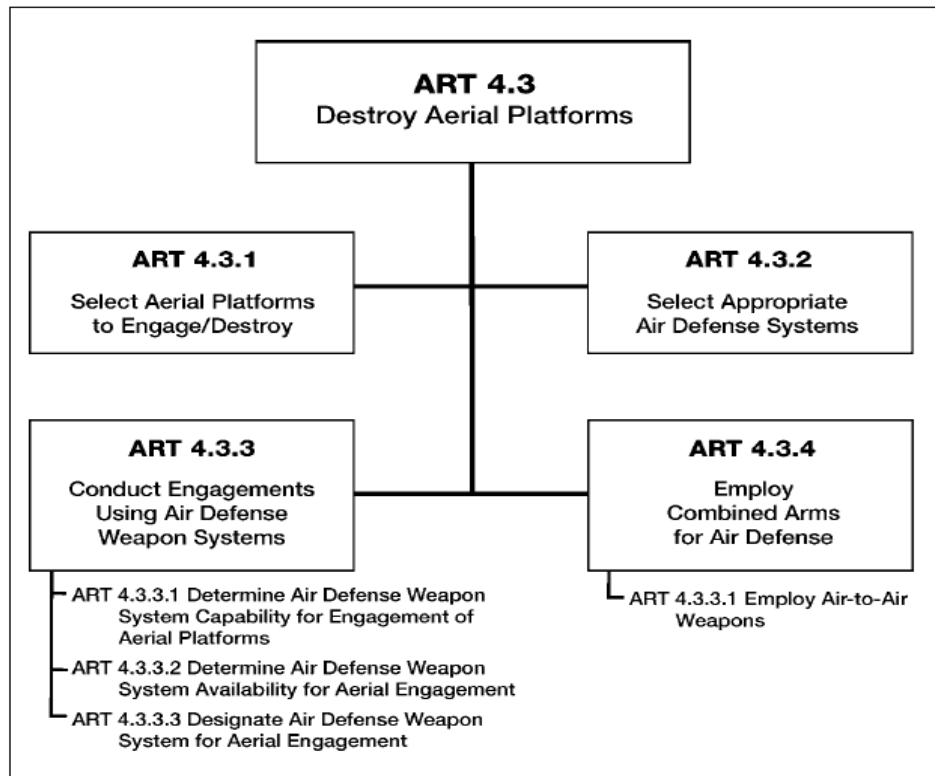 ART 4.3
Destroy Aerial Platforms
ART 4.3.1
Select Aerial Platforms
to Engage/Destroy
ART 4.3.2
Select Appropriate
Air Defense Systems
ART 4.3.3
Conduct Engagements
Using Air Defense
Weapon Systems
ART 4.3.4
Employ
Combined Arms
for Air Defense
ART 4.3.3.1 Determine Air Defense Weapon
System Capability for Engagement of
Aerial Platforms
ART 4.3.3.2 Determine Air Defense Weapon
System Availability for Aerial Engagement
ART 4.3.3.3 Designate Air Defense Weapon
System for Aerial Engagement
ART 4.3.3.1 Employ Air-to-Air
Weapons